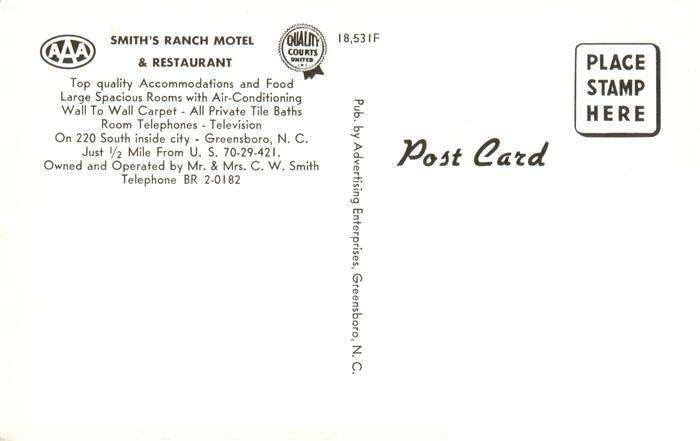 AAA
SMITH'S RANCH MOTEL
& RESTAURANT
QUALITY
COURTS
UNITED
INC
18,531F
Top quality Accommodations and Food
Large Spacious Rooms with Air-Conditioning
Wall To Wall Carpet - All Private Tile Baths
Room Telephones - Television
On 220 South inside city - Greensboro, N. C.
Just ½ Mile From U. S. 70-29-421.
Owned and Operated by Mr. & Mrs. C. W. Smith
Telephone BR 2-0182
Pub. by Advertising Enterprises, Greensboro, N. C.
Post Card
PLACE
STAMP
HERE